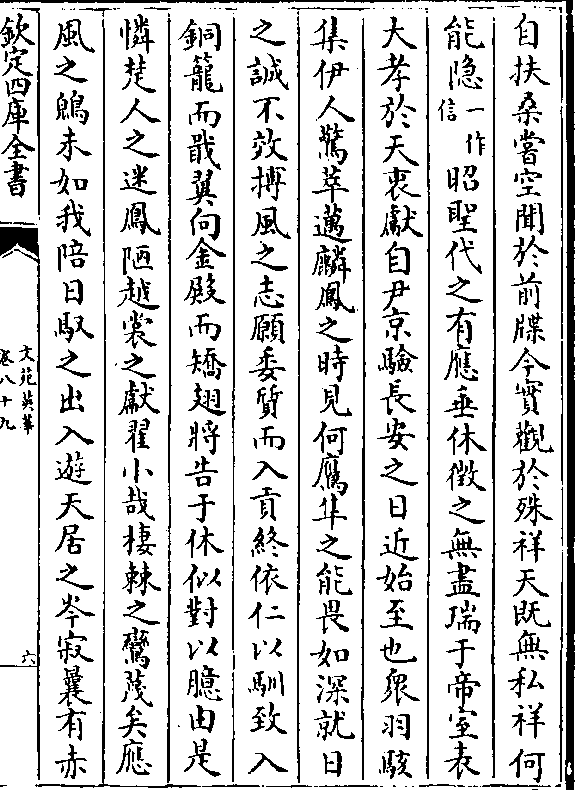 自扶桑嘗空聞於前牒今實觀於殊祥天既無私祥何
能隐一作信昭聖代之有應垂休徵之無盡瑞于帝室表
大孝於天衷獻自尹京驗長安之日近始至也衆羽駭
集伊人驚萃邁麟鳳之時見何鷹隼之能畏如深就日
之誠不效搏風之志願委質而入貢終依仁以馴致入
銅籠而戢翼向金殿而矯翅將告于休似對以臆由是
憐楚人之迷鳳陋越裳之獻翟小哉棲棘之鸞蔑矣應
風之鵷未如我陪日馭之出入遊天居之岑寂曩有赤
欽定四庫全書
文苑英華
卷八十九
六